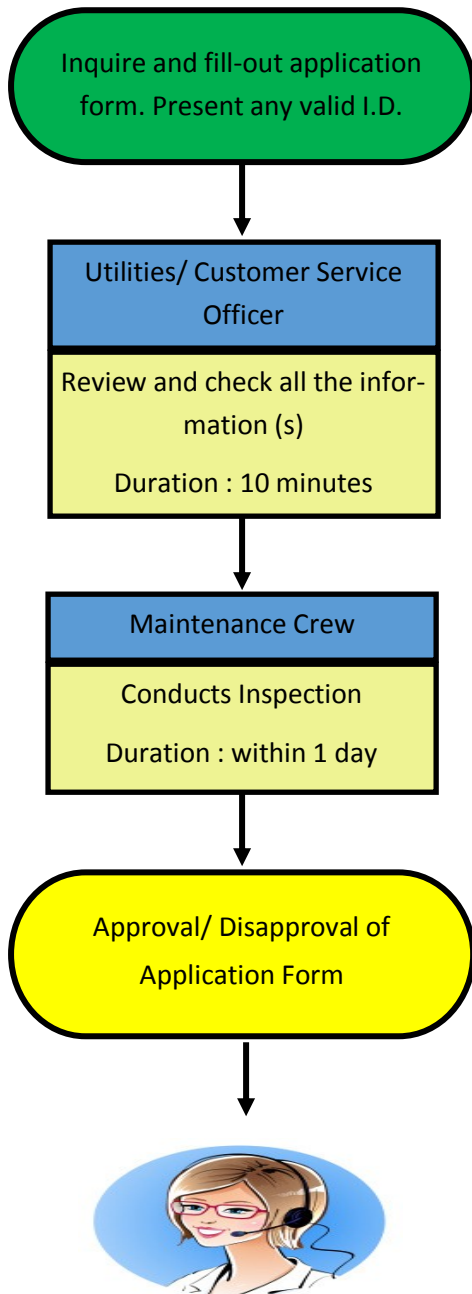 Inquire and fill-out application
form. Present any valid I.D.
Utilities/ Customer Service
Officer
Review and check all the infor-
mation (s)
Duration : 10 minutes
Maintenance Crew
Conducts Inspection
Duration : within 1 day
Approval/ Disapproval of
Application Form